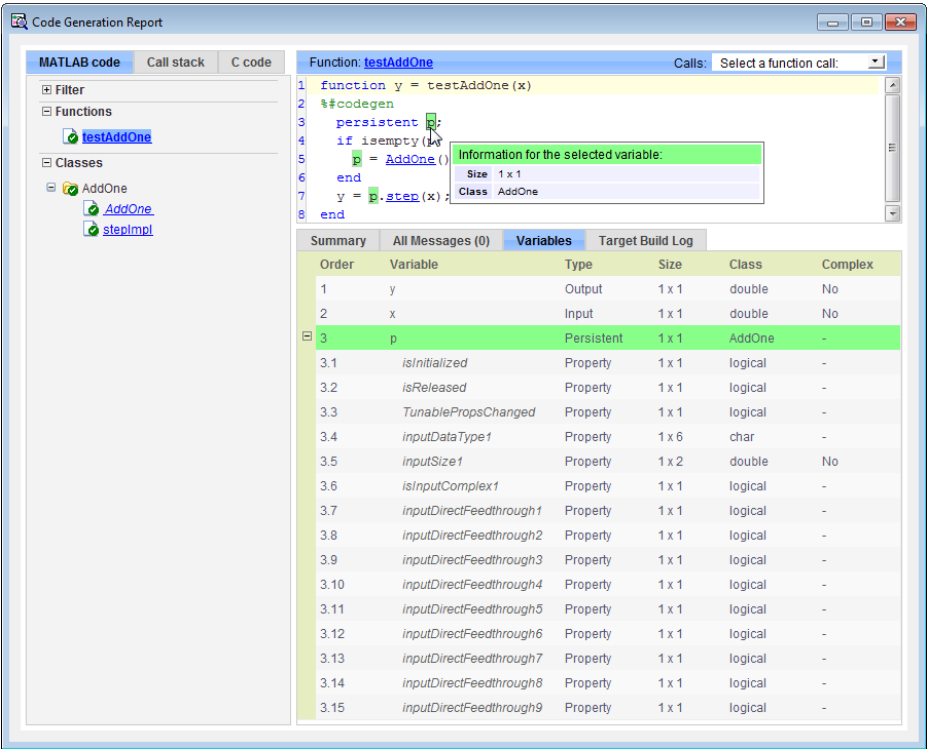 Code Generation Report
MATLAB code Call stack C code
Filter
Functions
testAddOne
Classes
AddOne
AddOne
stepImpl
Function: testAddOne Calls: Select a function call:
1 function y = testAddOne(x)
2 %#codegen
3 persistent p;
4 if isempty(p
5 p = AddOne()
6 end
7 y = p.step(x);
8 end
Information for the selected variable:
Size 1 x 1
Class AddOne
Summary All Messages (0) Variables Target Build Log
Order Variable Type Size Class Complex
1 y Output 1 x 1 double No
2 x Input 1 x 1 double No
3 p Persistent 1 x 1 AddOne -
3.1 isInitialized Property 1 x 1 logical -
3.2 isReleased Property 1 x 1 logical -
3.3 TunablePropsChanged Property 1 x 1 logical -
3.4 inputDataType1 Property 1 x 6 char -
3.5 inputSize1 Property 1 x 2 double No
3.6 isInputComplex1 Property 1 x 1 logical -
3.7 inputDirectFeedthrough1 Property 1 x 1 logical -
3.8 inputDirectFeedthrough2 Property 1 x 1 logical -
3.9 inputDirectFeedthrough3 Property 1 x 1 logical -
3.10 inputDirectFeedthrough4 Property 1 x 1 logical -
3.11 inputDirectFeedthrough5 Property 1 x 1 logical -
3.12 inputDirectFeedthrough6 Property 1 x 1 logical -
3.13 inputDirectFeedthrough7 Property 1 x 1 logical -
3.14 inputDirectFeedthrough8 Property 1 x 1 logical -
3.15 inputDirectFeedthrough9 Property 1 x 1 logical -